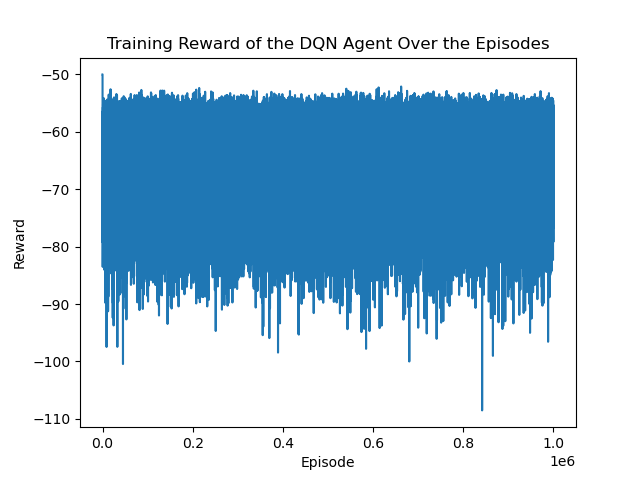 Training Reward of the DQN Agent Over the Episodes
−50
−60
−70
−80
−90
−100
−110
Reward
0.0 0.2 0.4 0.6 0.8 1.0
1e6
Episode